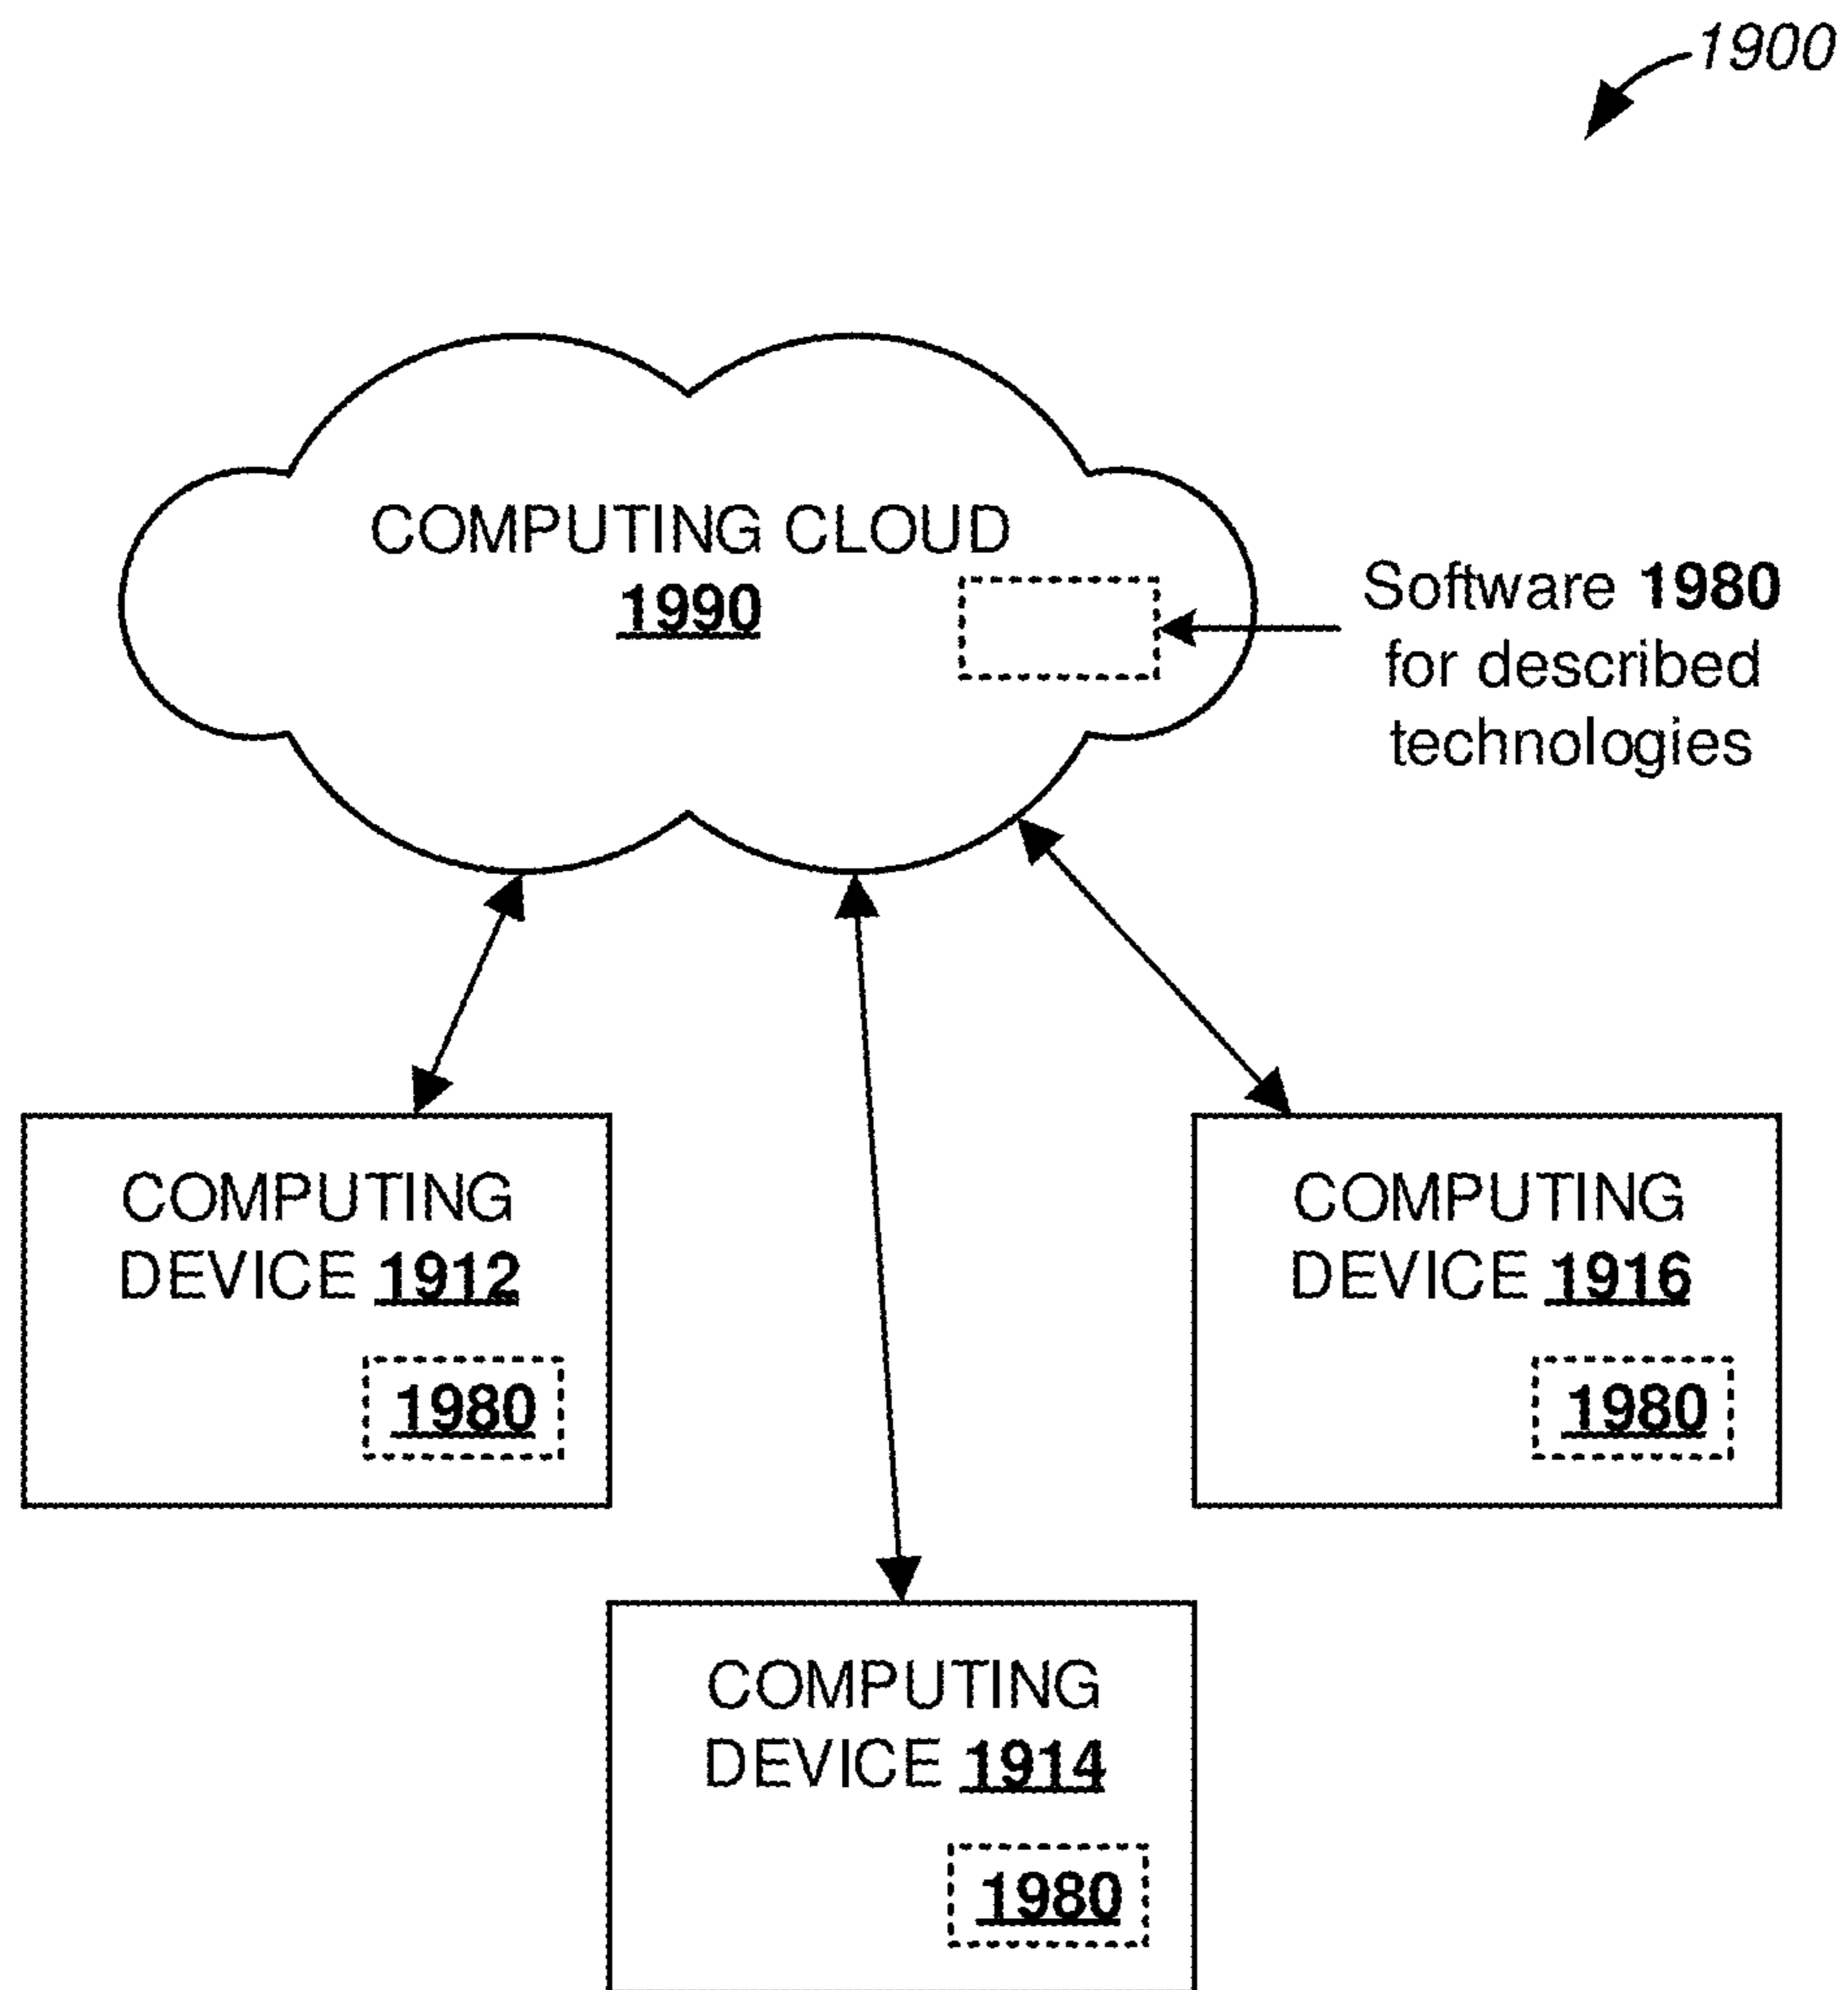 1900
COMPUTING CLOUD
1990
Software 1980
for described
technologies
COMPUTING
DEVICE 1912
1980
COMPUTING
DEVICE 1916
1980
COMPUTING
DEVICE 1914
1980